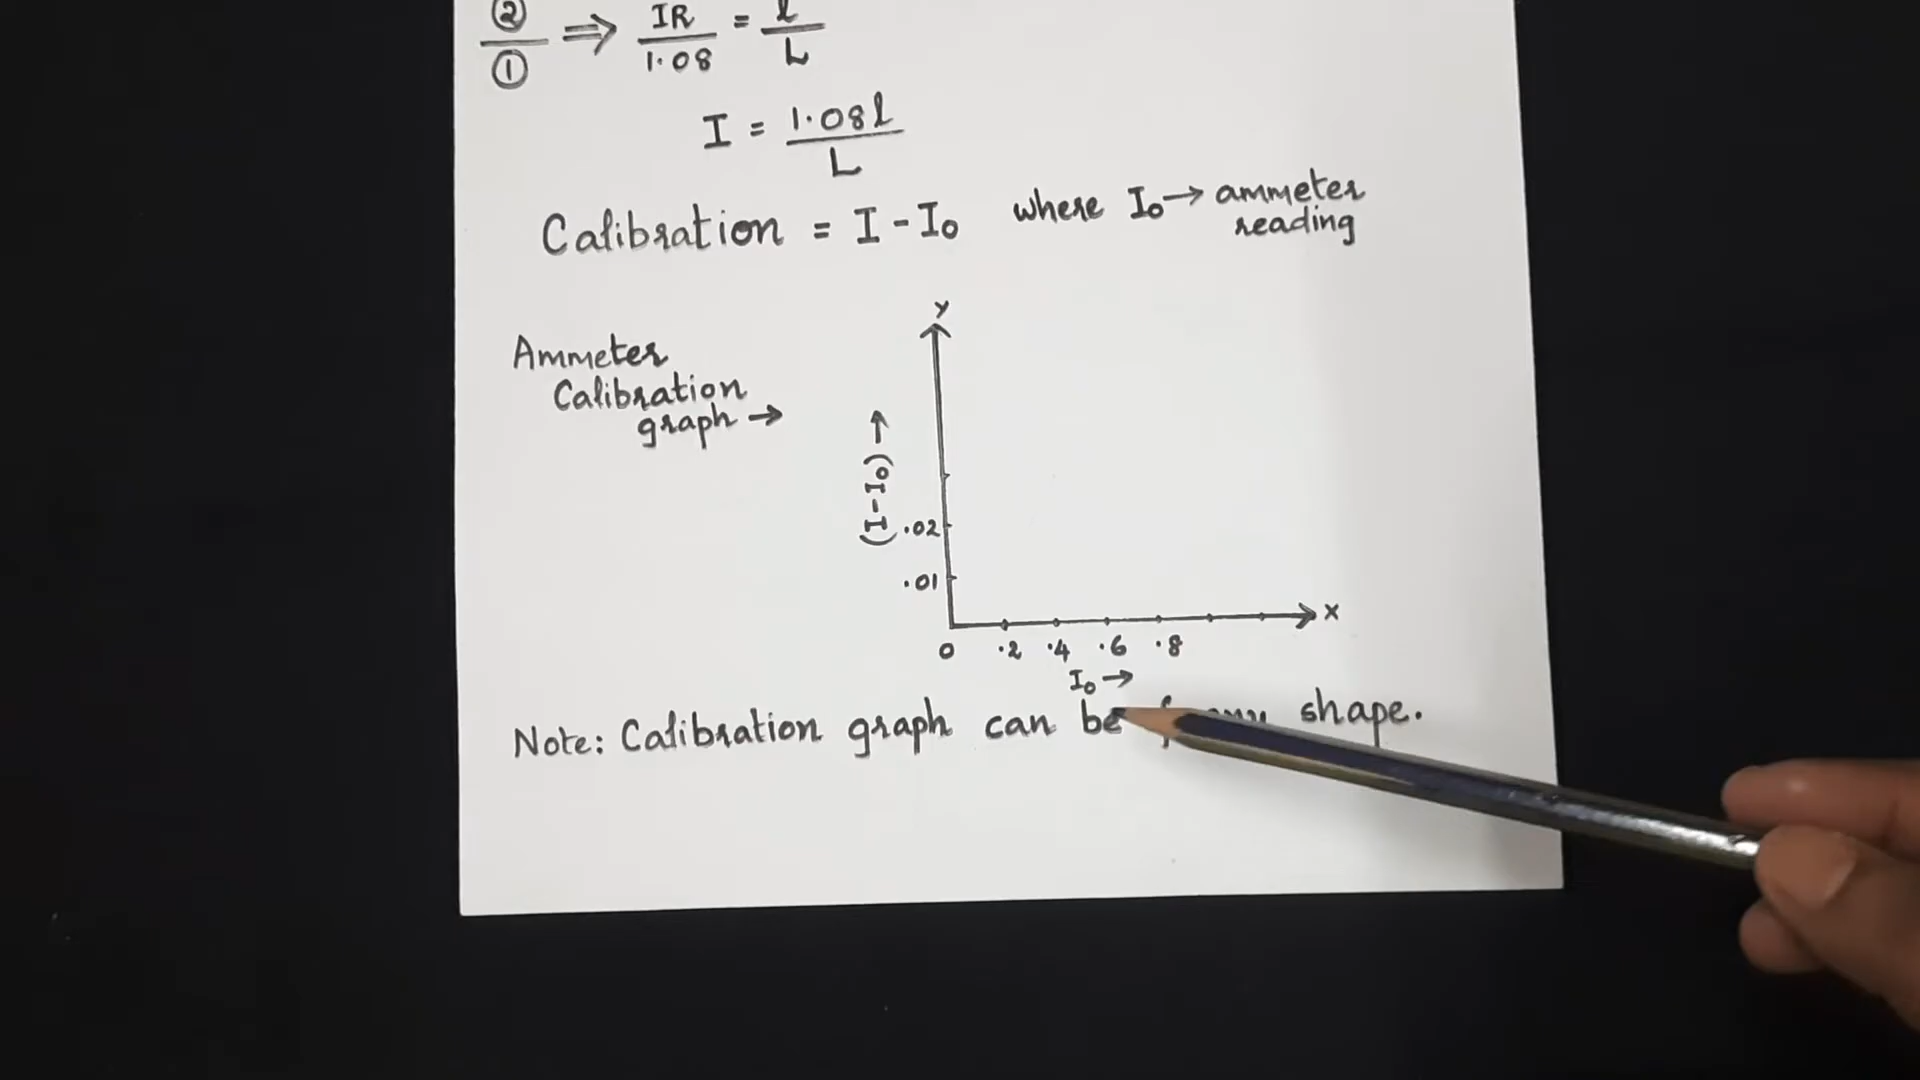 ② / ① ⇒ IR / 1.08 = l / L
I = 1.08l / L
Calibration = I - I₀ where I₀ → ammeter reading
Y
Ammeter
Calibration
graph →
(I-I₀) →
.02
.01
X
0 .2 .4 .6 .8
I₀ →
Note: Calibration graph can be shape.